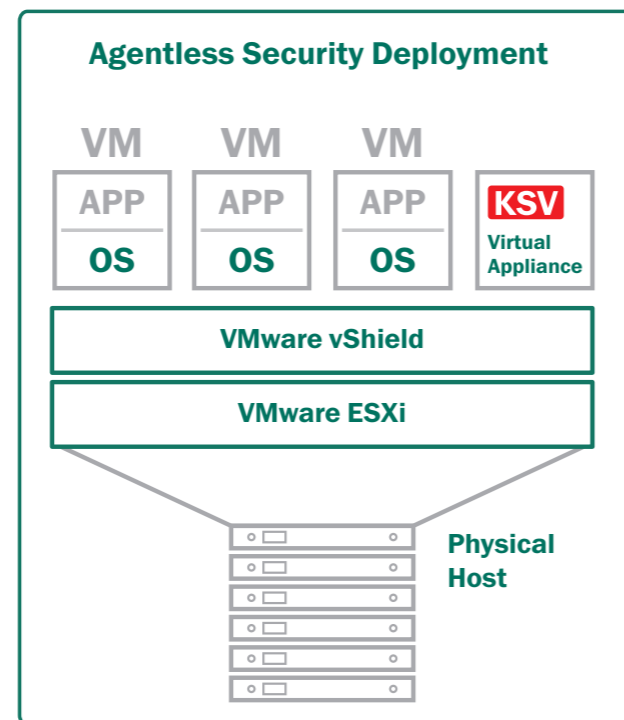 Agentless Security Deployment
VM VM VM
APP APP APP KSV
OS OS OS Virtual
Appliance
VMware vShield
VMware ESXi
Physical
Host